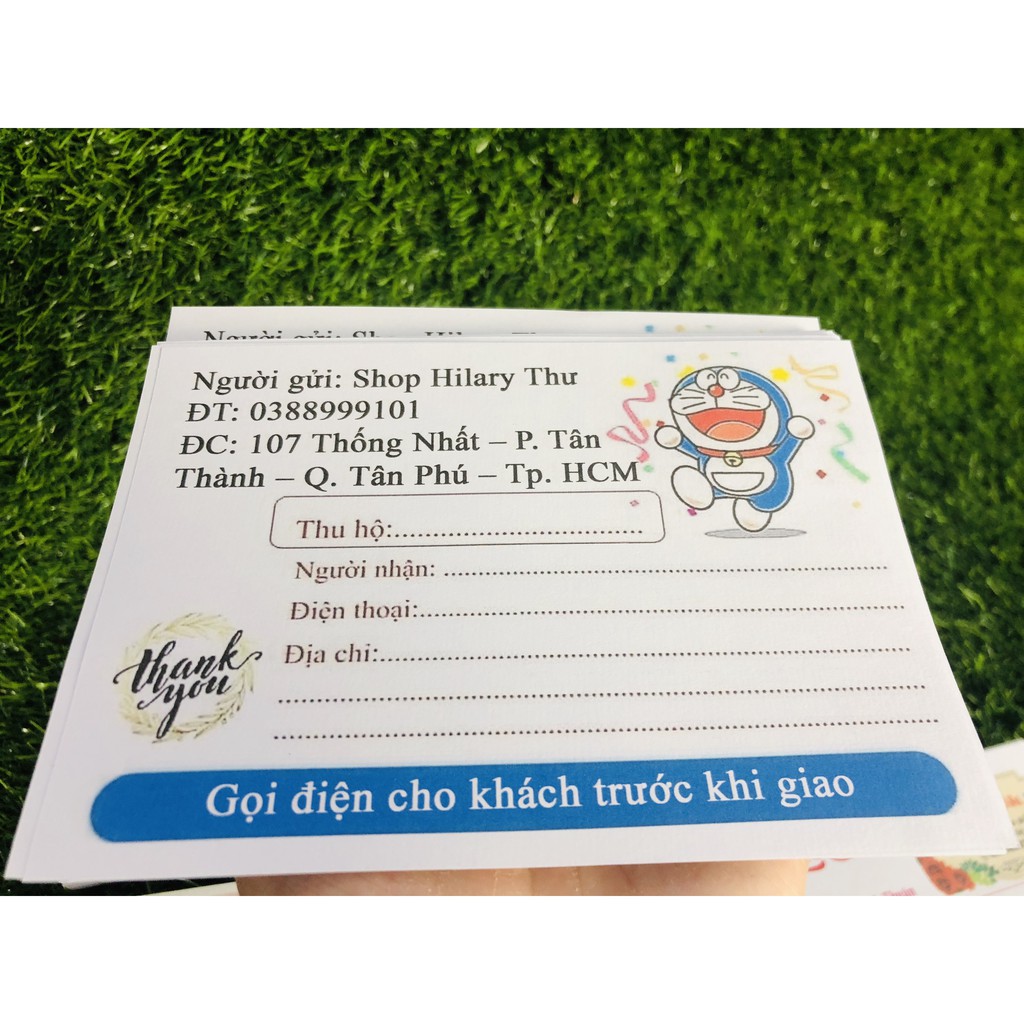 Người gửi: Shop Hilary Thư
ĐT: 0388999101
ĐC: 107 Thống Nhất – P. Tân
Thành – Q. Tân Phú – Tp. HCM
Thu hộ:.................................
Người nhận: ..........................................................
Điện thoại:................................................................
Địa chỉ:......................................................................
thank
you
Gọi điện cho khách trước khi giao